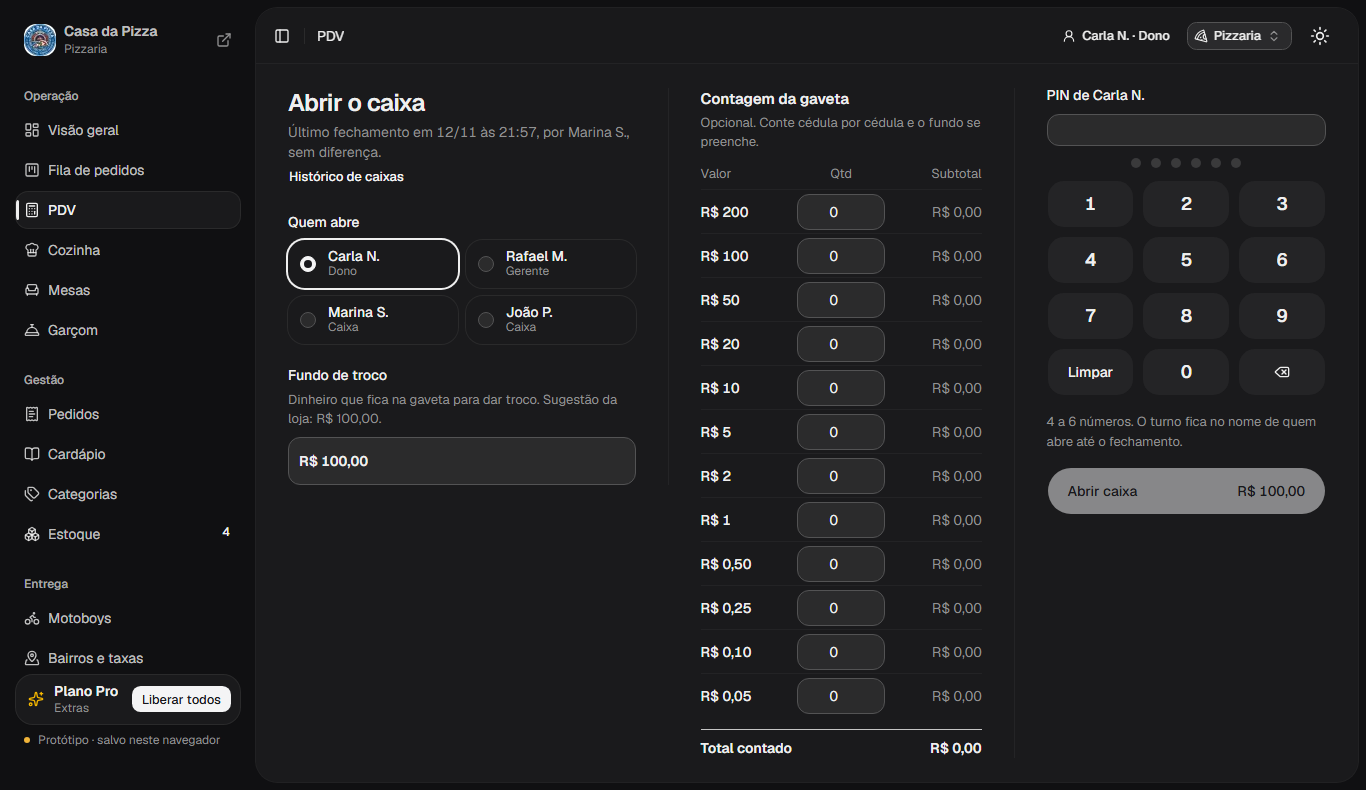 Casa da Pizza
Pizzaria
Operação
Visão geral
Fila de pedidos
PDV
Cozinha
Mesas
Garçom
Gestão
Pedidos
Cardápio
Categorias
Estoque 4
Entrega
Motoboys
Bairros e taxas
Plano Pro
Extras
Liberar todos
Protótipo · salvo neste navegador
PDV
Carla N. · Dono
Pizzaria
Abrir o caixa
Último fechamento em 12/11 às 21:57, por Marina S.,
sem diferença.
Histórico de caixas
Quem abre
Carla N.
Dono
Rafael M.
Gerente
Marina S.
Caixa
João P.
Caixa
Fundo de troco
Dinheiro que fica na gaveta para dar troco. Sugestão da
loja: R$ 100,00.
R$ 100,00
Contagem da gaveta
Opcional. Conte cédula por cédula e o fundo se
preenche.
Valor Qtd Subtotal
R$ 200 0 R$ 0,00
R$ 100 0 R$ 0,00
R$ 50 0 R$ 0,00
R$ 20 0 R$ 0,00
R$ 10 0 R$ 0,00
R$ 5 0 R$ 0,00
R$ 2 0 R$ 0,00
R$ 1 0 R$ 0,00
R$ 0,50 0 R$ 0,00
R$ 0,25 0 R$ 0,00
R$ 0,10 0 R$ 0,00
R$ 0,05 0 R$ 0,00
Total contado R$ 0,00
PIN de Carla N.
1 2 3
4 5 6
7 8 9
Limpar 0
4 a 6 números. O turno fica no nome de quem
abre até o fechamento.
Abrir caixa R$ 100,00